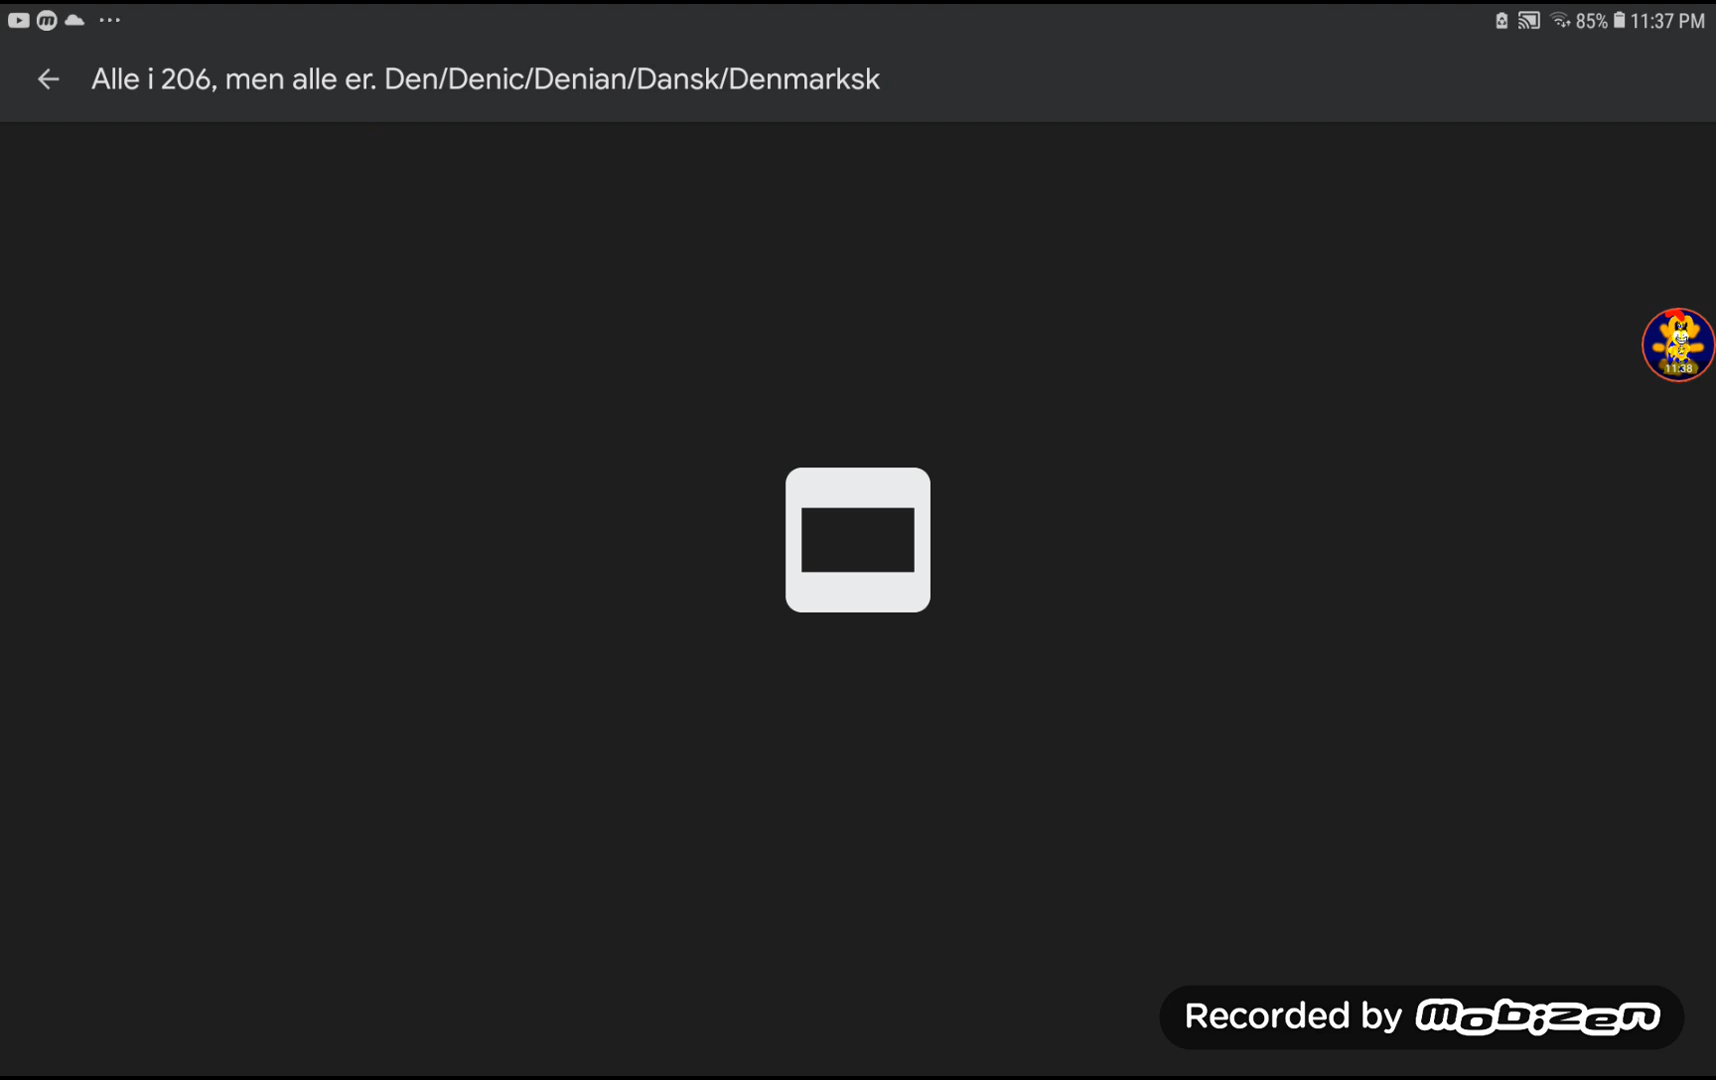 85% 11:37 PM
Alle i 206, men alle er. Den/Denic/Denian/Dansk/Denmarksk
11:38
Recorded by mobizen